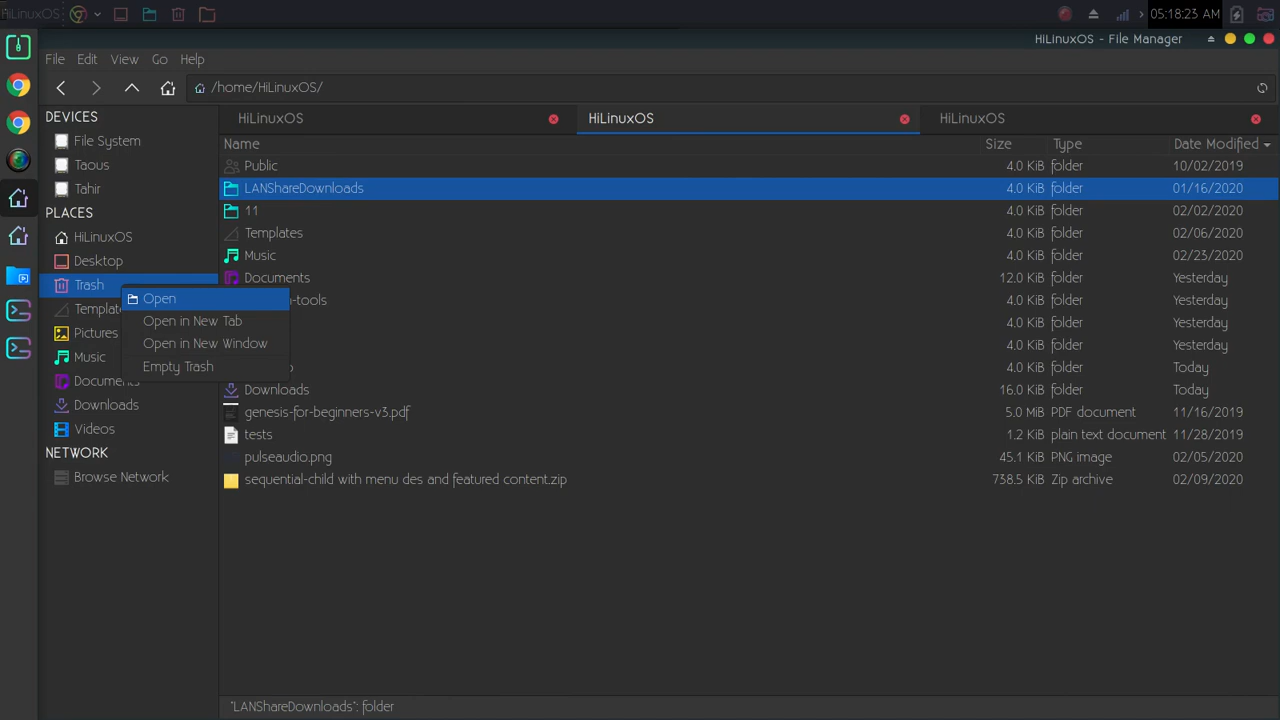 HiLinuxOS
05:18:23 AM
HiLinuxOS - File Manager
File Edit View Go Help
/home/HiLinuxOS/
DEVICES
File System
Taous
Tahir
PLACES
HiLinuxOS
Desktop
Trash
Pictures
Music
Downloads
Videos
NETWORK
Browse Network
Open
Open in New Tab
Open in New Window
Empty Trash
HiLinuxOS HiLinuxOS HiLinuxOS
Name Size Type Date Modified
Public 4.0 KiB folder 10/02/2019
LANShareDownloads 4.0 KiB folder 01/16/2020
11 4.0 KiB folder 02/02/2020
Templates 4.0 KiB folder 02/06/2020
Music 4.0 KiB folder 02/23/2020
Documents 12.0 KiB folder Yesterday
-tools 4.0 KiB folder Yesterday
4.0 KiB folder Yesterday
4.0 KiB folder Yesterday
4.0 KiB folder Today
Downloads 16.0 KiB folder Today
genesis-for-beginners-v3.pdf 5.0 MiB PDF document 11/16/2019
tests 1.2 KiB plain text document 11/28/2019
pulseaudio.png 45.1 KiB PNG image 02/05/2020
sequential-child with menu des and featured content.zip 738.5 KiB Zip archive 02/09/2020
"LANShareDownloads": folder